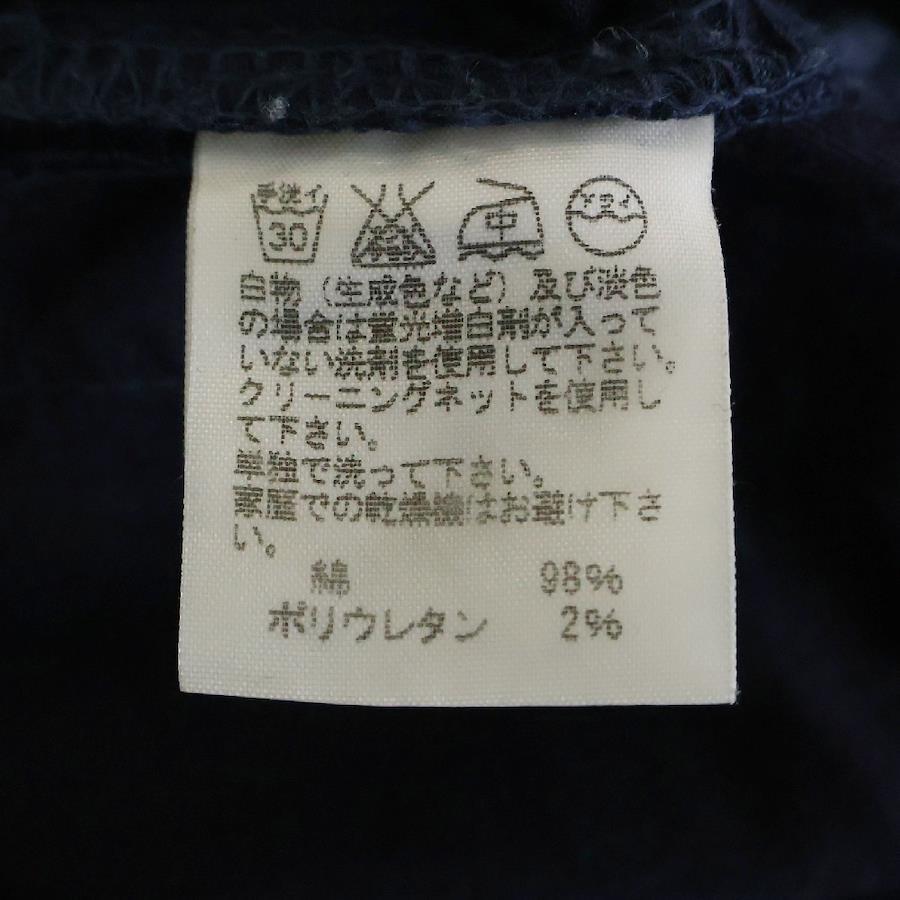 手洗イ
30
中
ドライ
白物（生成色など）及び淡色
の場合は蛍光増白剤が入って
いない洗剤を使用して下さい。
クリーニングネットを使用し
て下さい。
単独で洗って下さい。
での乾燥機はお避け下さ
い。
綿 98%
ポリウレタン 2%